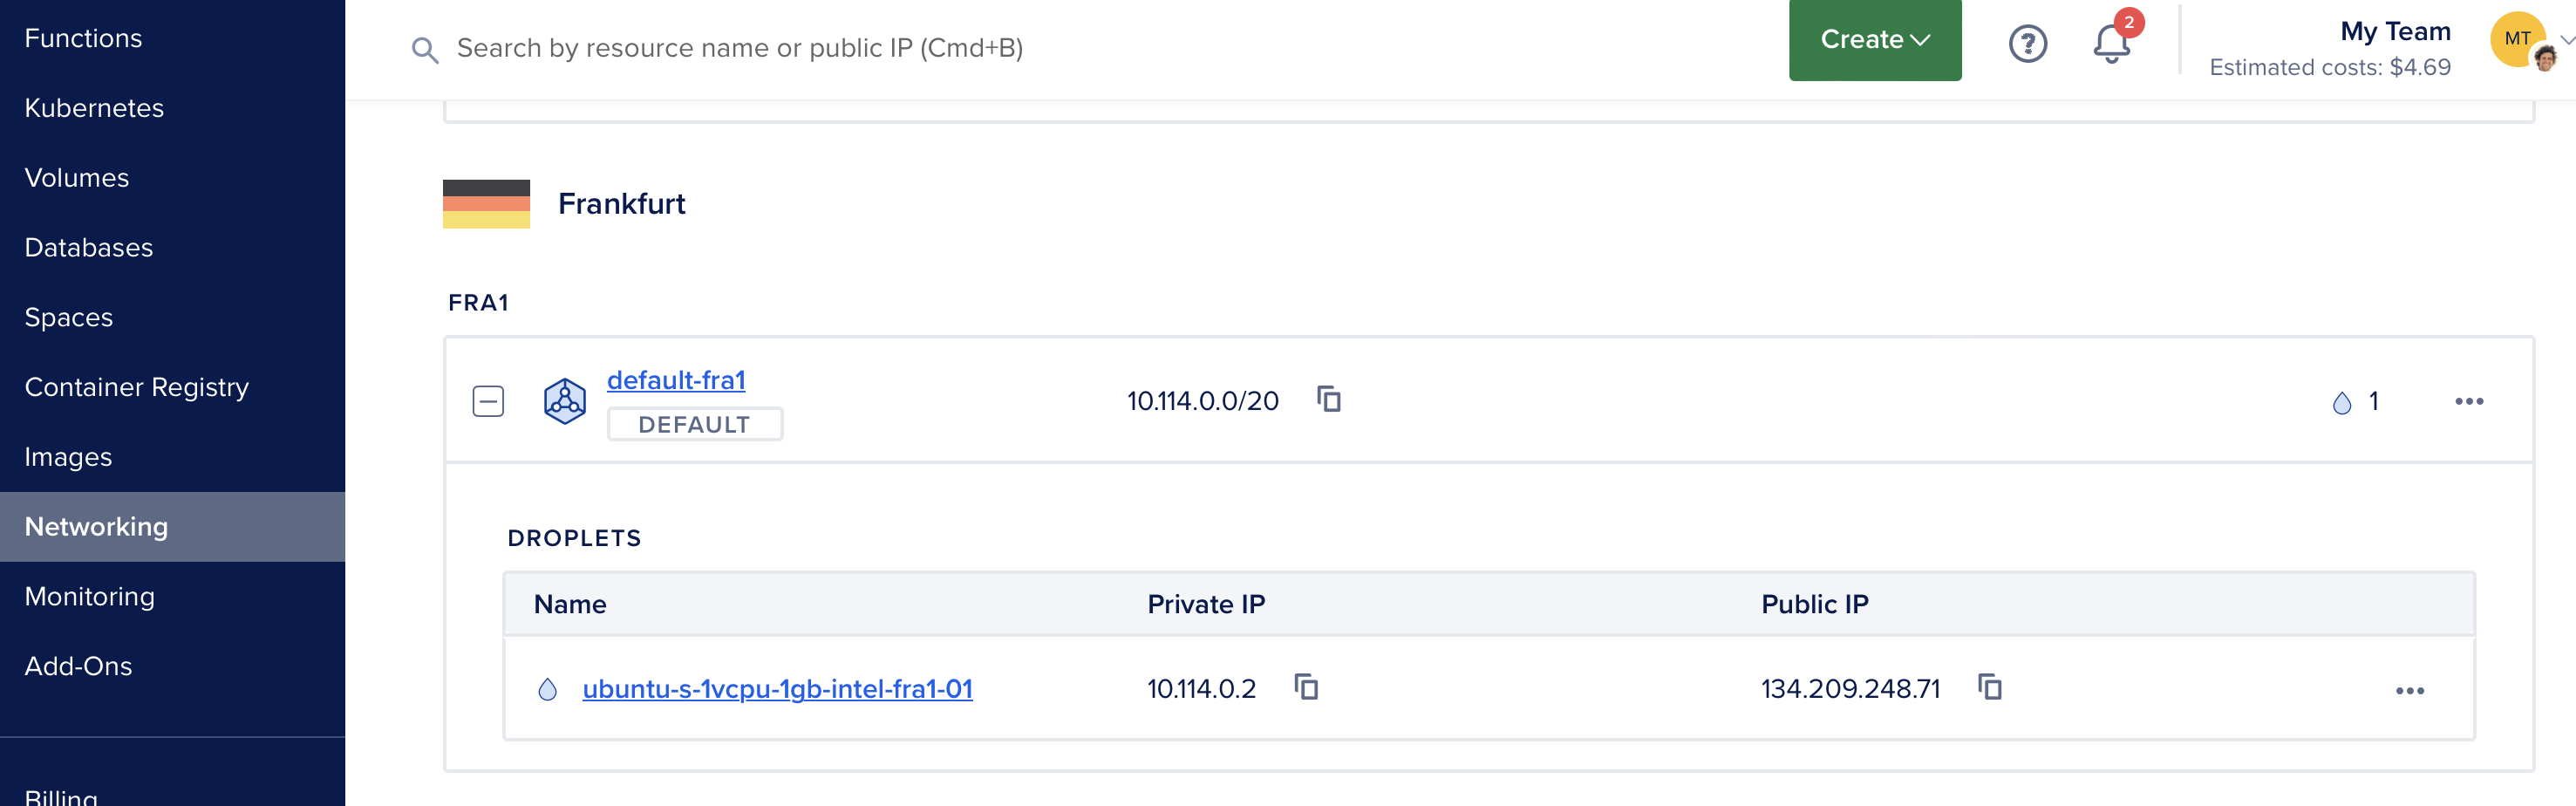 Functions
Kubernetes
Volumes
Databases
Spaces
Container Registry
Images
Networking
Monitoring
Add-Ons
Billing
Search by resource name or public IP (Cmd+B)
Create
?
2
My Team
Estimated costs: $4.69
MT
Frankfurt
FRA1
default-fra1
DEFAULT
10.114.0.0/20
1
DROPLETS
Name Private IP Public IP
ubuntu-s-1vcpu-1gb-intel-fra1-01 10.114.0.2 134.209.248.71